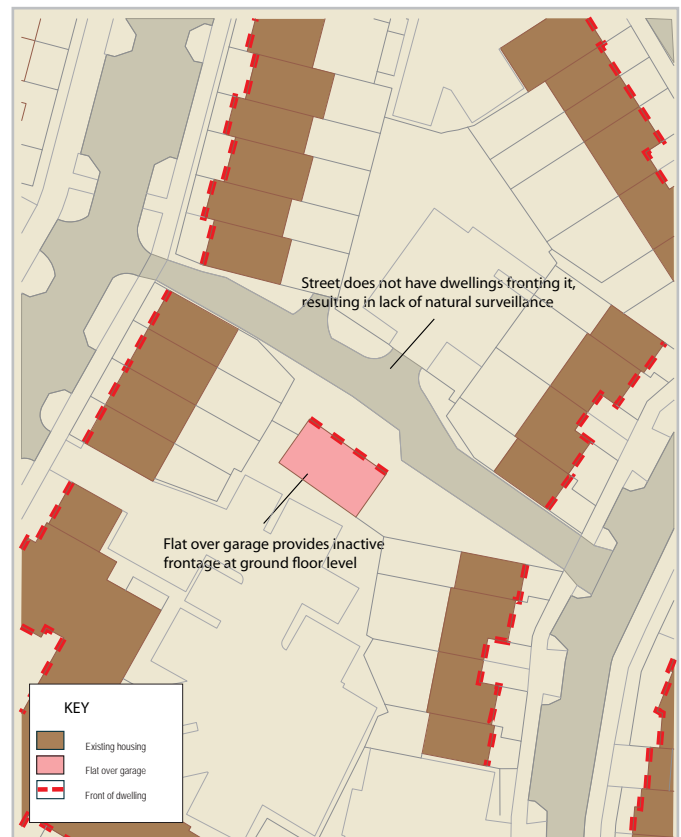 Street does not have dwellings fronting it,
resulting in lack of natural surveillance
Flat over garage provides inactive
frontage at ground floor level
KEY
Existing housing
Flat over garage
Front of dwelling